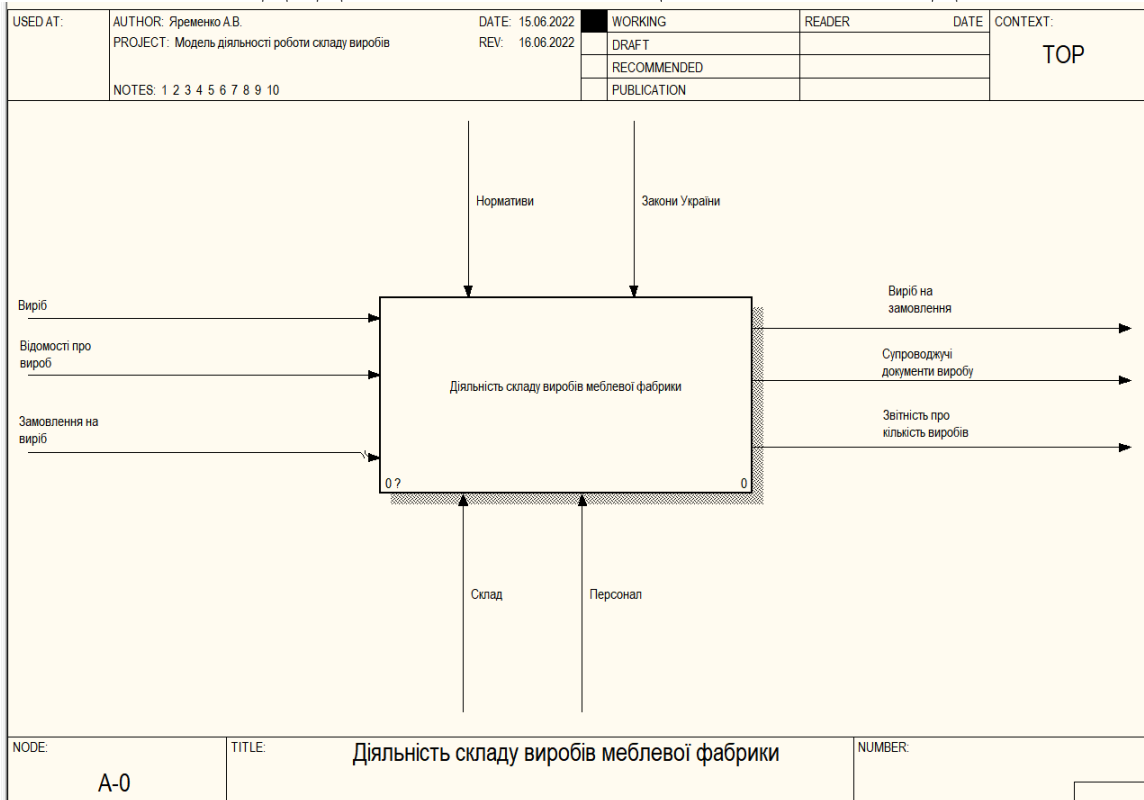 USED AT:
AUTHOR: Яременко А.В.
DATE: 15.06.2022
WORKING
READER
DATE
CONTEXT:
PROJECT: Модель діяльності роботи складу виробів
REV: 16.06.2022
DRAFT
TOP
RECOMMENDED
NOTES: 1 2 3 4 5 6 7 8 9 10
PUBLICATION
Нормативи
Закони України
Виріб
Виріб на
замовлення
Відомості про
вироб
Супроводжучі
документи виробу
Діяльність складу виробів меблевої фабрики
Замовлення на
виріб
Звітність про
кількість виробів
0 ?
0
Склад
Персонал
NODE:
TITLE:
Діяльність складу виробів меблевої фабрики
NUMBER:
A-0